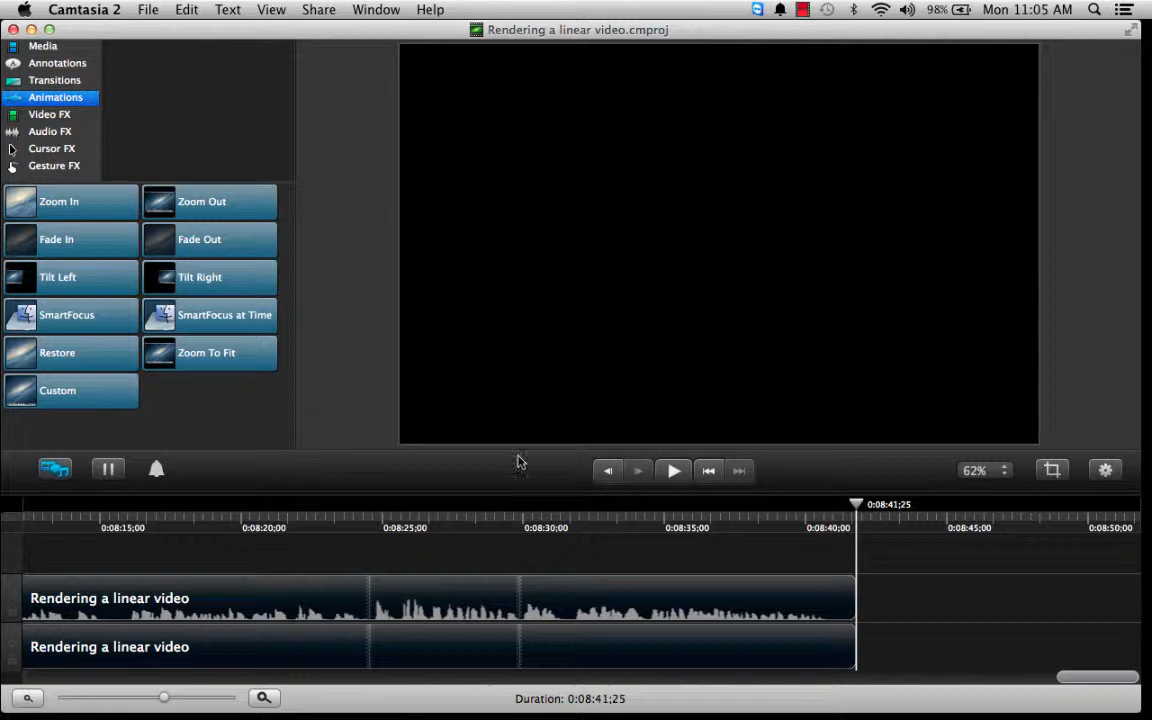 Camtasia 2 File Edit Text View Share Window Help 98% Mon 11:05 AM
Rendering a linear video.cmproj
Media
Annotations
Transitions
Animations
Video FX
Audio FX
Cursor FX
Gesture FX
Zoom In Zoom Out
Fade In Fade Out
Tilt Left Tilt Right
SmartFocus SmartFocus at Time
Restore Zoom To Fit
Custom
62%
0:08:41;25
0:08:15;00 0:08:20;00 0:08:25;00 0:08:30;00 0:08:35;00 0:08:40;00 0:08:45;00 0:08:50;00
Rendering a linear video
Rendering a linear video
Duration: 0:08:41;25